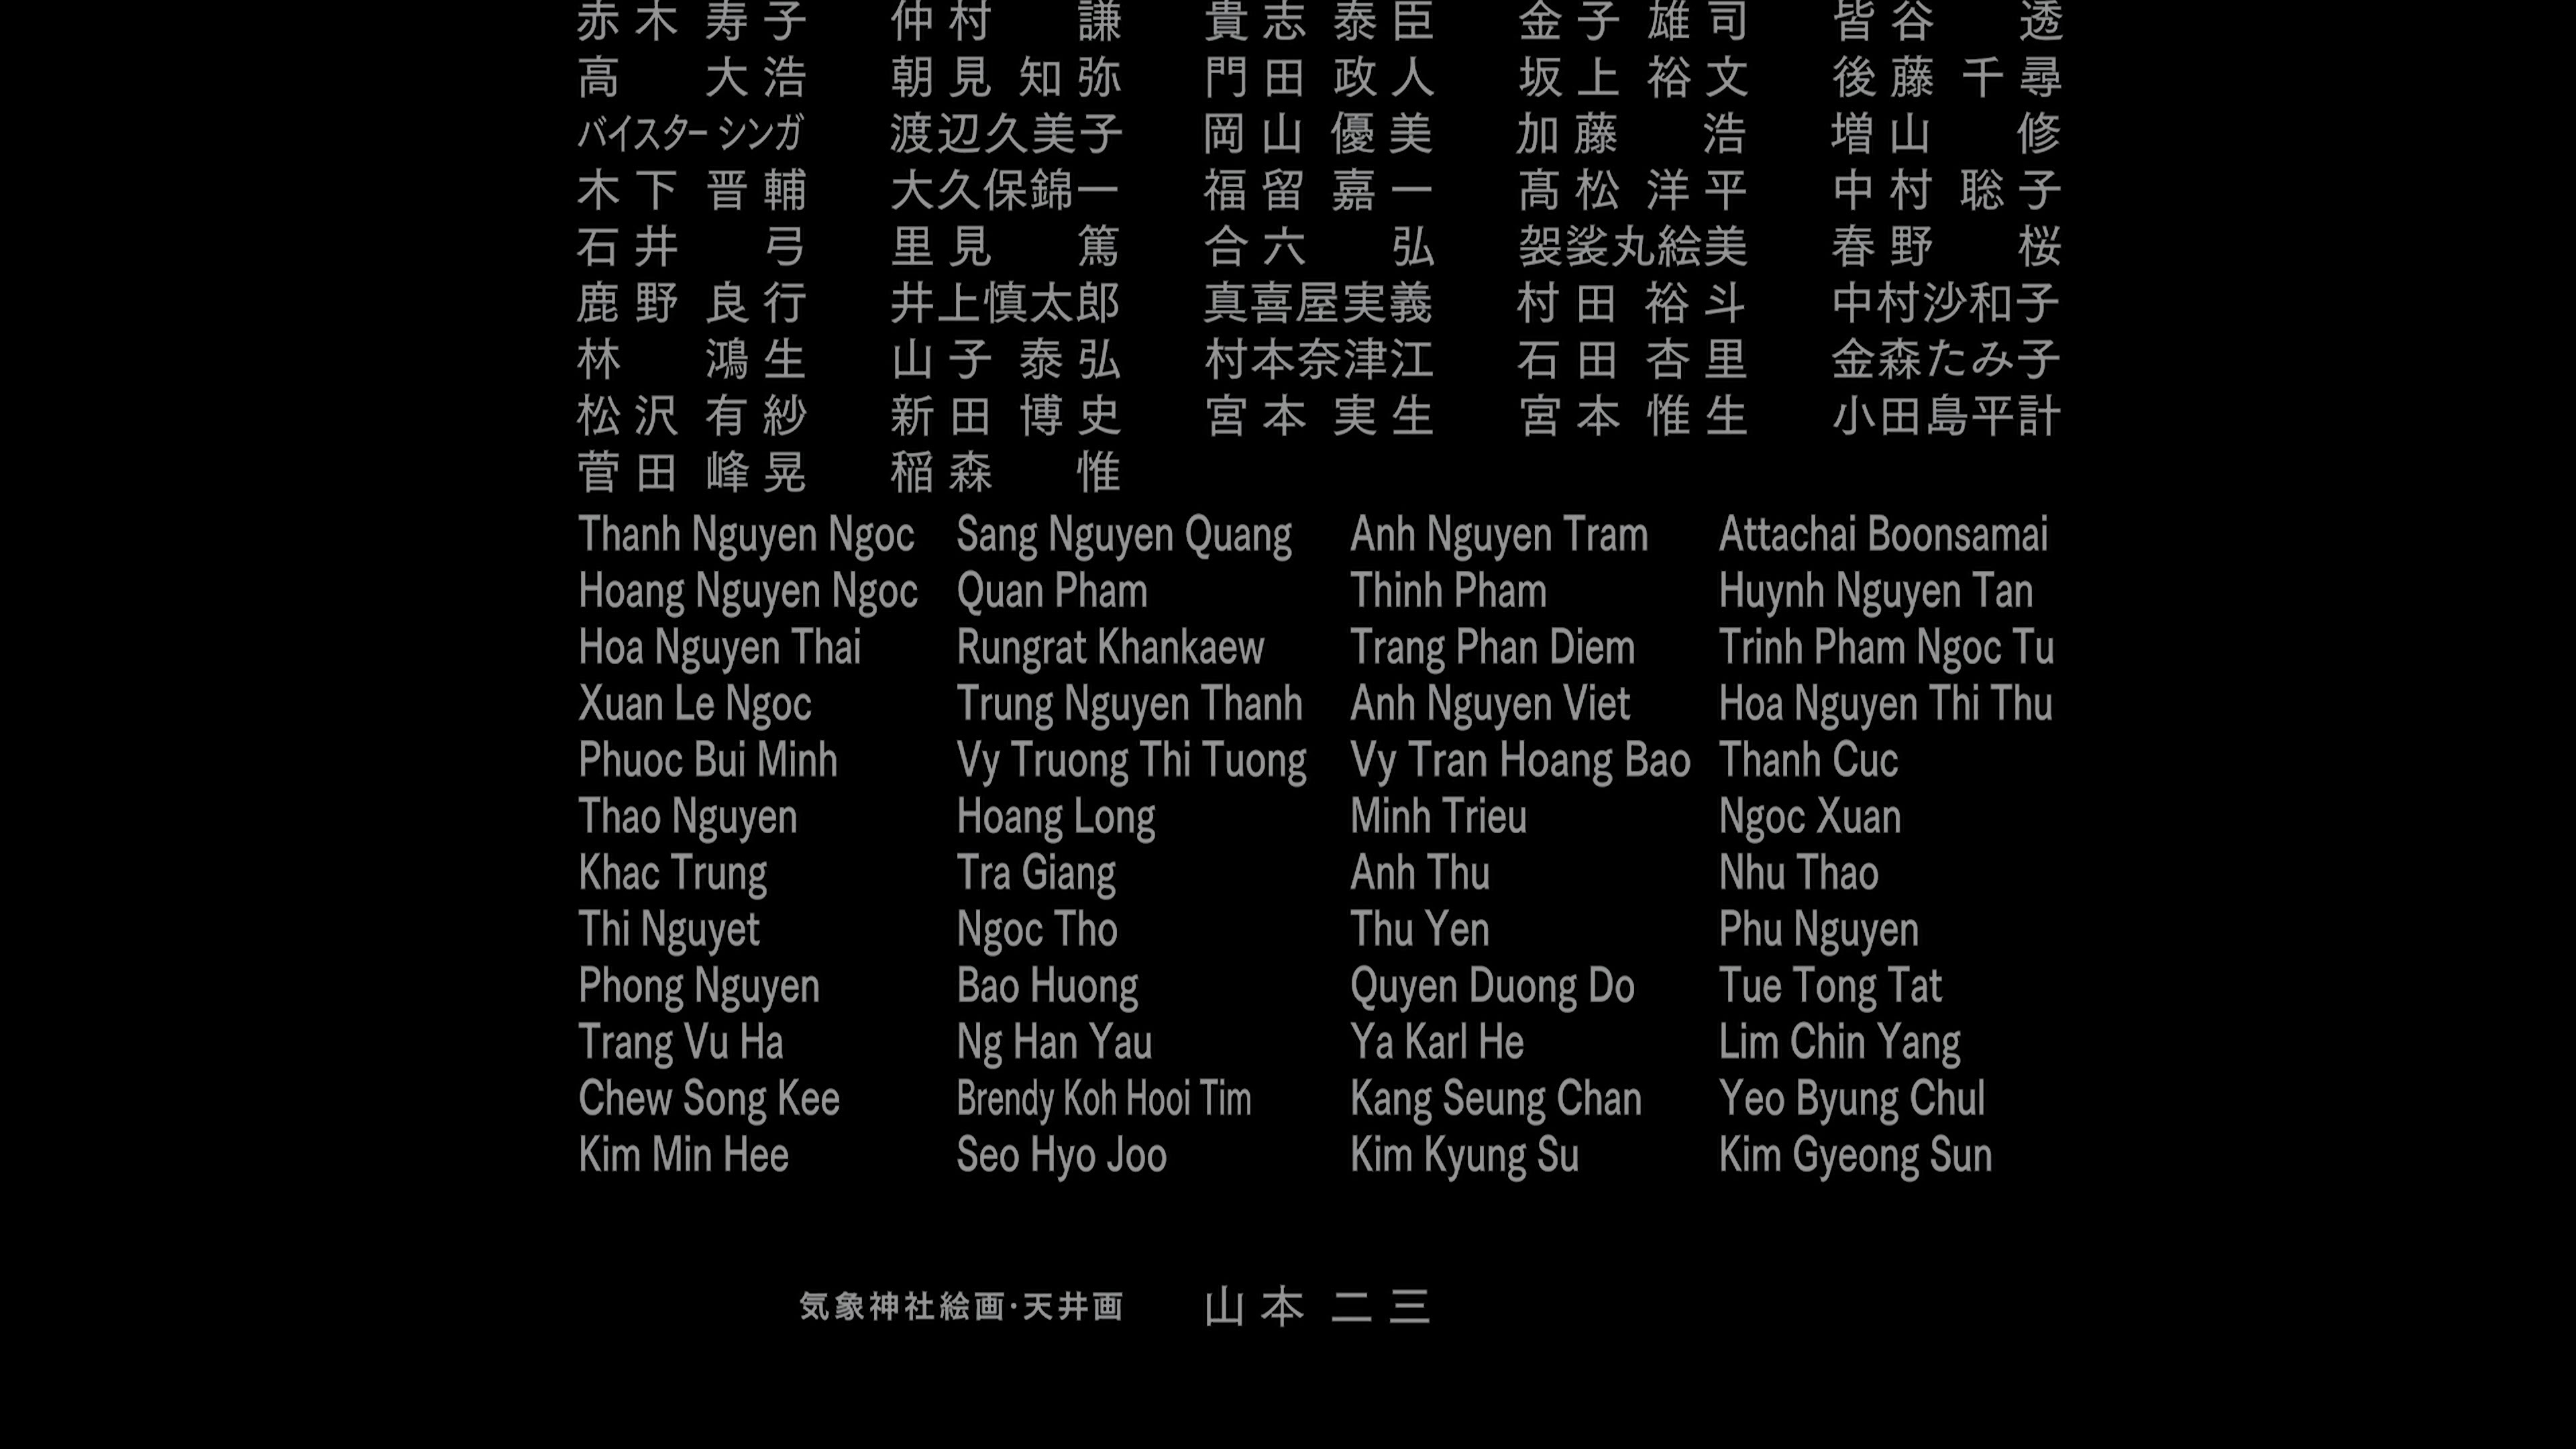 赤木 寿子 仲村 謙 貴志 泰臣 金子 雄司 皆谷 透
高 大浩 朝見 知弥 門田 政人 坂上 裕文 後藤 千尋
バイスター シンガ 渡辺久美子 岡山 優美 加藤 浩 増山 修
木下 晋輔 大久保錦一 福留 嘉一 髙松 洋平 中村 聡子
石井 弓 里見 篤 合六 弘 袈裟丸絵美 春野 桜
鹿野 良行 井上慎太郎 真喜屋実義 村田 裕斗 中村沙和子
林 鴻生 山子 泰弘 村本奈津江 石田 杏里 金森たみ子
松沢 有紗 新田 博史 宮本 実生 宮本 惟生 小田島平計
菅田 峰晃 稲森 惟
Thanh Nguyen Ngoc Sang Nguyen Quang Anh Nguyen Tram Attachai Boonsamai
Hoang Nguyen Ngoc Quan Pham Thinh Pham Huynh Nguyen Tan
Hoa Nguyen Thai Rungrat Khankaew Trang Phan Diem Trinh Pham Ngoc Tu
Xuan Le Ngoc Trung Nguyen Thanh Anh Nguyen Viet Hoa Nguyen Thi Thu
Phuoc Bui Minh Vy Truong Thi Tuong Vy Tran Hoang Bao Thanh Cuc
Thao Nguyen Hoang Long Minh Trieu Ngoc Xuan
Khac Trung Tra Giang Anh Thu Nhu Thao
Thi Nguyet Ngoc Tho Thu Yen Phu Nguyen
Phong Nguyen Bao Huong Quyen Duong Do Tue Tong Tat
Trang Vu Ha Ng Han Yau Ya Karl He Lim Chin Yang
Chew Song Kee Brendy Koh Hooi Tim Kang Seung Chan Yeo Byung Chul
Kim Min Hee Seo Hyo Joo Kim Kyung Su Kim Gyeong Sun
気象神社絵画・天井画 山本 二三